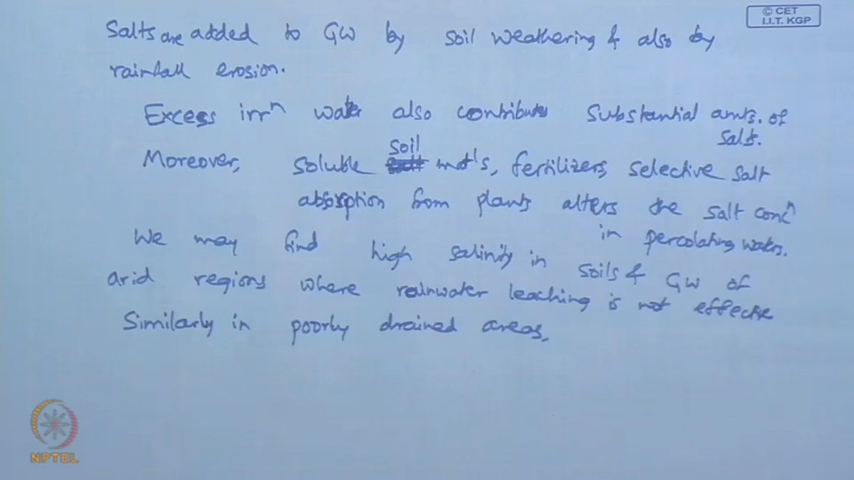 © CET
I.I.T. KGP
Salts are added to GW by soil weathering & also by
rainfall erosion.
Excess irrⁿ water also contributes substantial amts. of
salts.
Moreover, soluble soil mat'ls, fertilizers, selective salt
absorption from plants alters the salt concⁿ
in percolating waters.
We may find high salinity in soils & GW of
arid regions where rainwater leaching is not effective
Similarly in poorly drained areas,
NPTEL